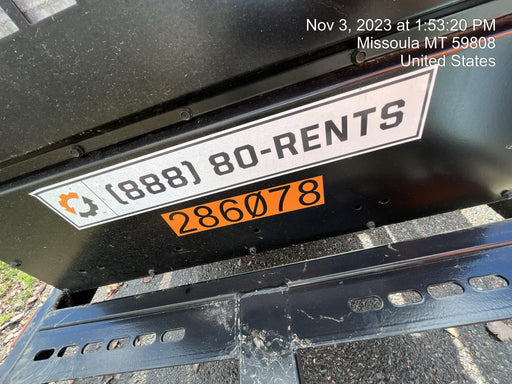 Nov 3, 2023 at 1:53:20 PM
Missoula MT 59808
United States
(888) 80-RENTS
286078